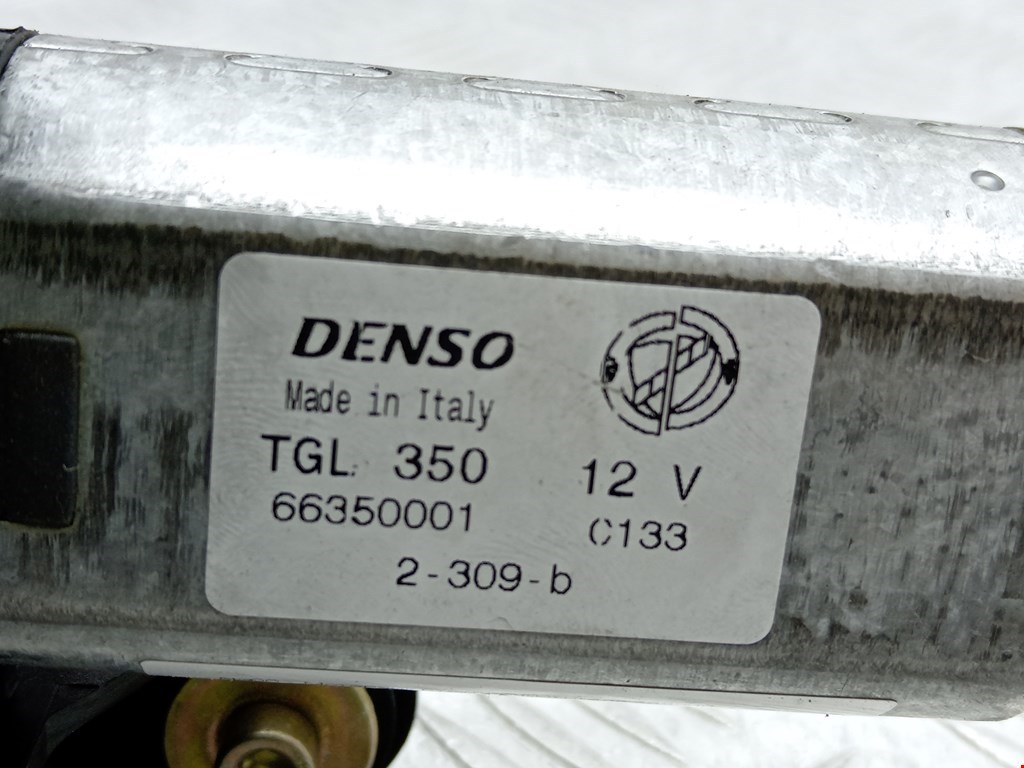 DENSO
Made in Italy
TGL 350 12 V
66350001 C133
2-309-b